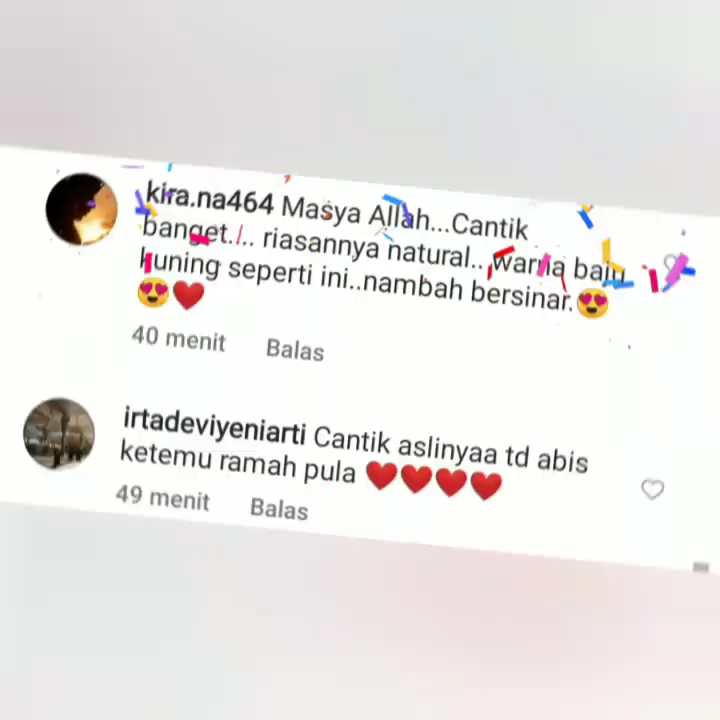 kira.na464 Masya Allah...Cantik
banget./.. riasannya natural.. warna baju
kuning seperti ini..nambah bersinar.😍
😍❤️
40 menit Balas
irtadeviyeniarti Cantik aslinyaa td abis
ketemu ramah pula ❤️❤️❤️❤️
49 menit Balas